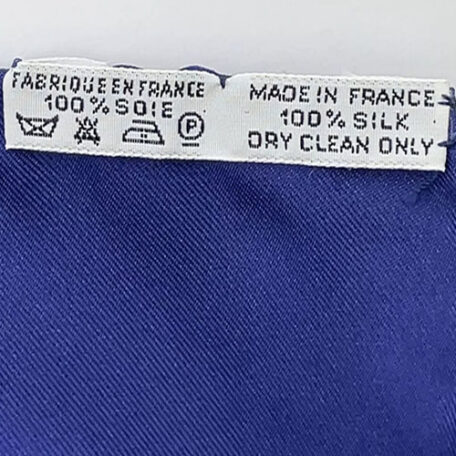 FABRIQUE EN FRANCE
100% SOIE
P
MADE IN FRANCE
100% SILK
DRY CLEAN ONLY